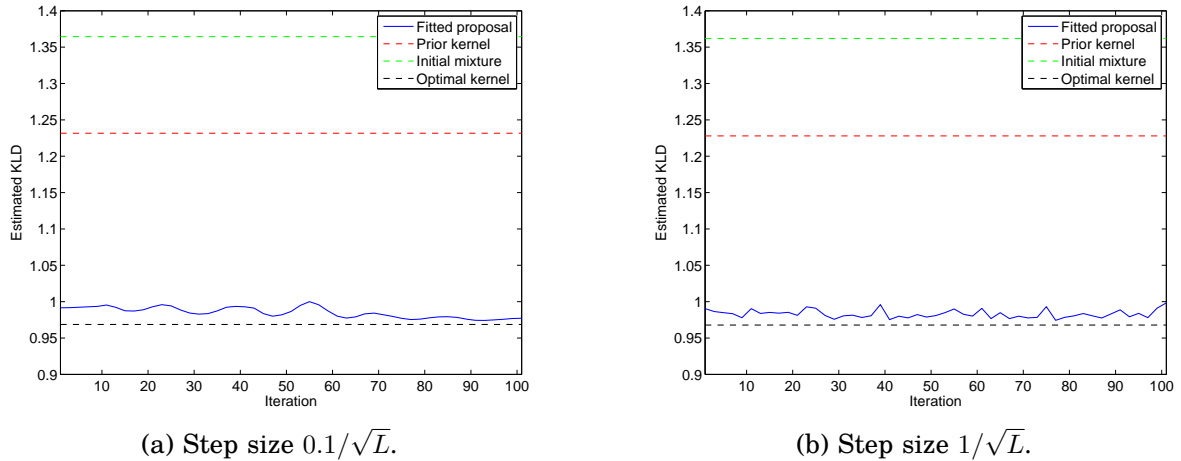 1.4
1.35
1.3
1.25
1.2
1.15
1.1
1.05
1
0.95
0.9
Estimated KLD
10 20 30 40 50 60 70 80 90 100
Iteration
Fitted proposal
Prior kernel
Initial mixture
Optimal kernel
(a) Step size $0.1/\sqrt{L}$.
1.4
1.35
1.3
1.25
1.2
1.15
1.1
1.05
1
0.95
0.9
Estimated KLD
10 20 30 40 50 60 70 80 90 100
Iteration
Fitted proposal
Prior kernel
Initial mixture
Optimal kernel
(b) Step size $1/\sqrt{L}$.